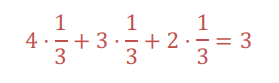 4 · 1/3 + 3 · 1/3 + 2 · 1/3 = 3